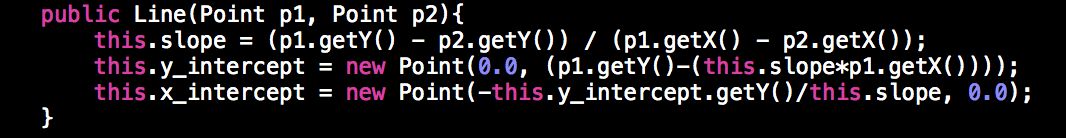 public Line(Point p1, Point p2){
    this.slope = (p1.getY() - p2.getY()) / (p1.getX() - p2.getX());
    this.y_intercept = new Point(0.0, (p1.getY()-(this.slope*p1.getX())));
    this.x_intercept = new Point(-this.y_intercept.getY()/this.slope, 0.0);
}